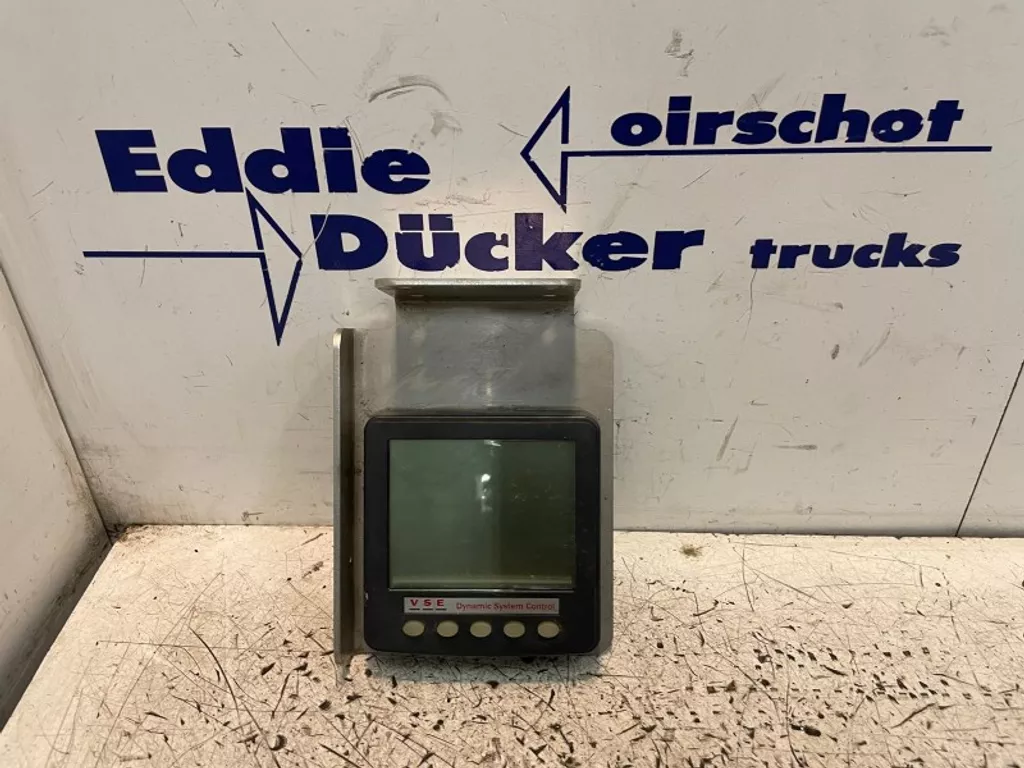 Eddie
oirschot
Dücker trucks
VSE Dynamic System Control